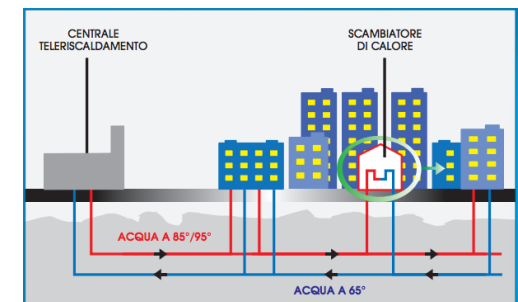 CENTRALE
TELERISCALDAMENTO
SCAMBIATORE
DI CALORE
ACQUA A 85°/95°
ACQUA A 65°